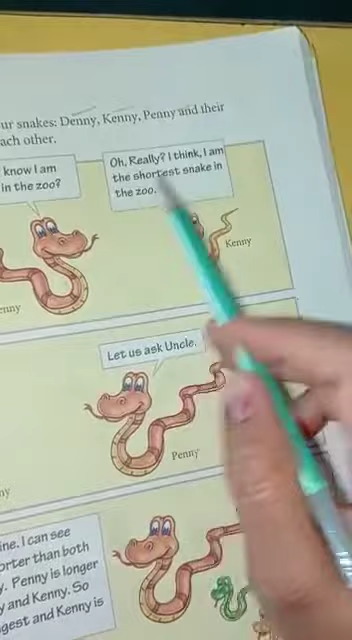 ur snakes: Denny, Kenny, Penny and their
ach other.
know I am
in the zoo?
Oh, Really? I think, I am
the shortest snake in
the zoo.
Kenny
enny
Let us ask Uncle.
Penny
ny
ine. I can see
orter than both
y. Penny is longer
y and Kenny. So
gest and Kenny is